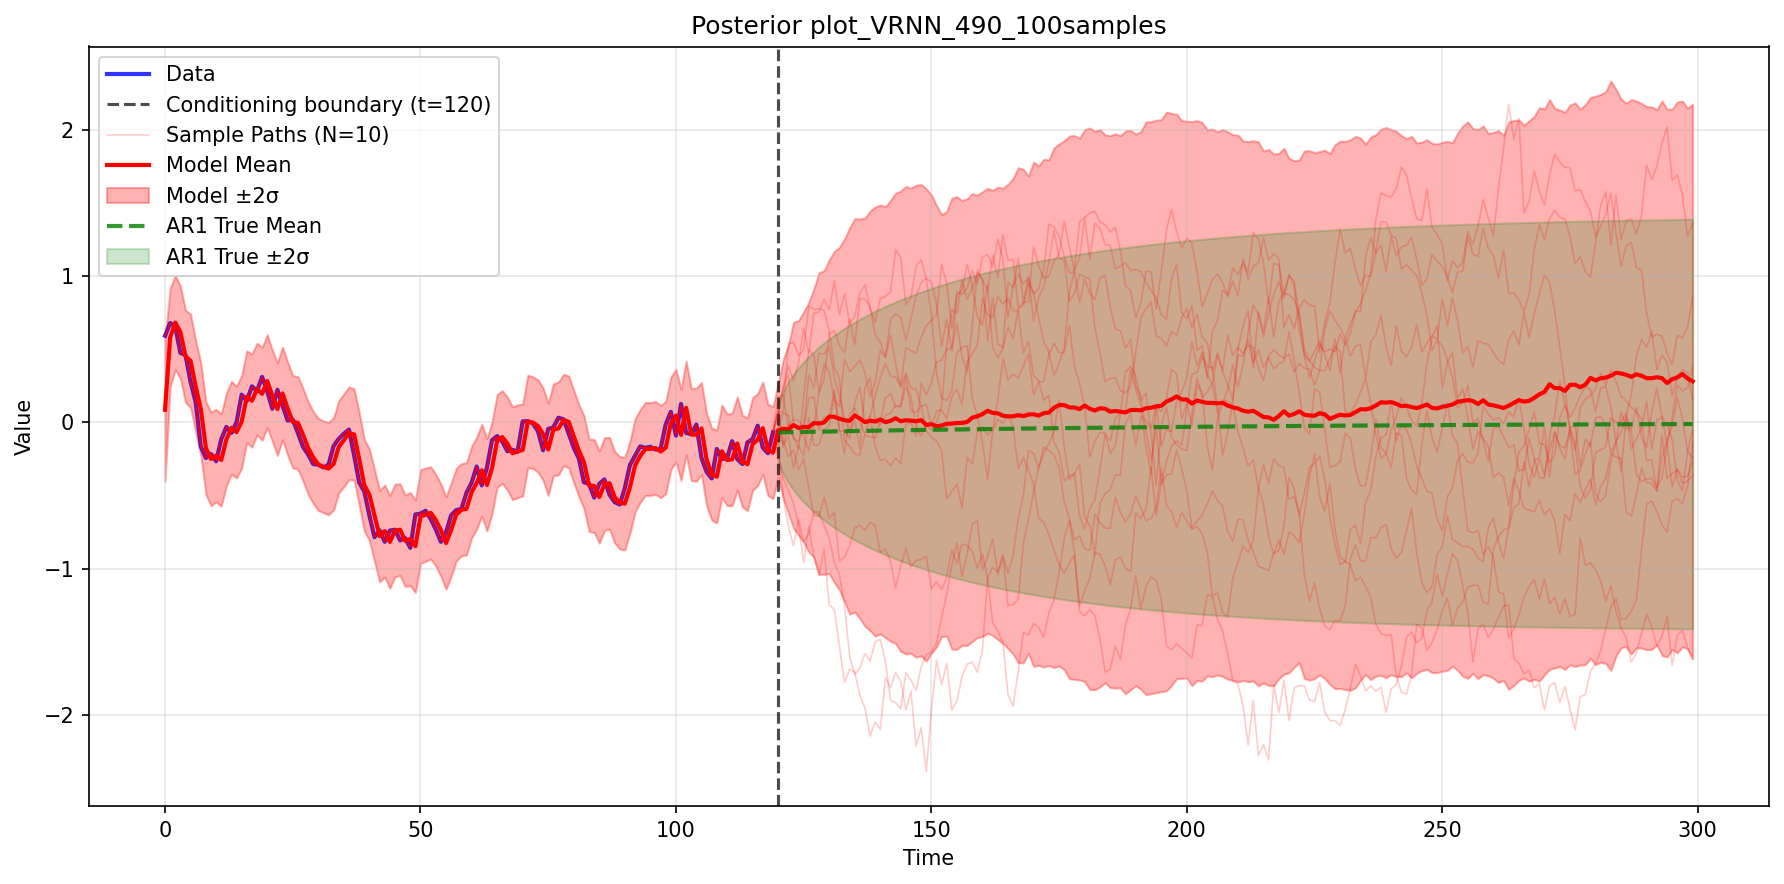 Posterior plot_VRNN_490_100samples
Data
Conditioning boundary (t=120)
Sample Paths (N=10)
Model Mean
Model ±2σ
AR1 True Mean
AR1 True ±2σ
2
1
0
−1
−2
Value
0
50
100
150
200
250
300
Time